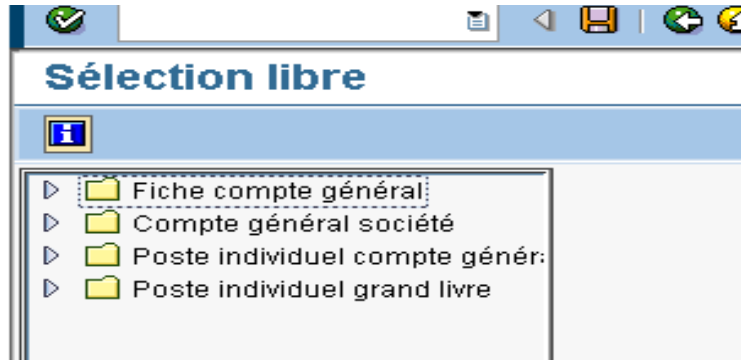 Sélection libre
Fiche compte général
Compte général société
Poste individuel compte génér
Poste individuel grand livre